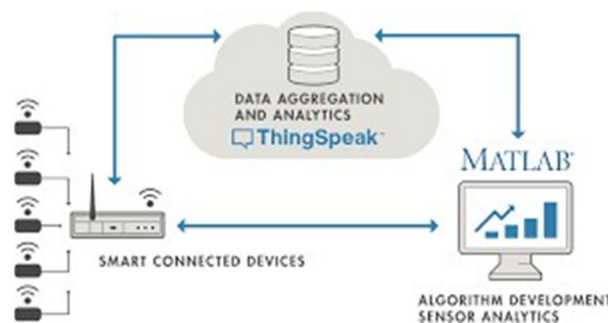 DATA AGGREGATION
AND ANALYTICS
ThingSpeak™
MATLAB®
SMART CONNECTED DEVICES
ALGORITHM DEVELOPMENT
SENSOR ANALYTICS